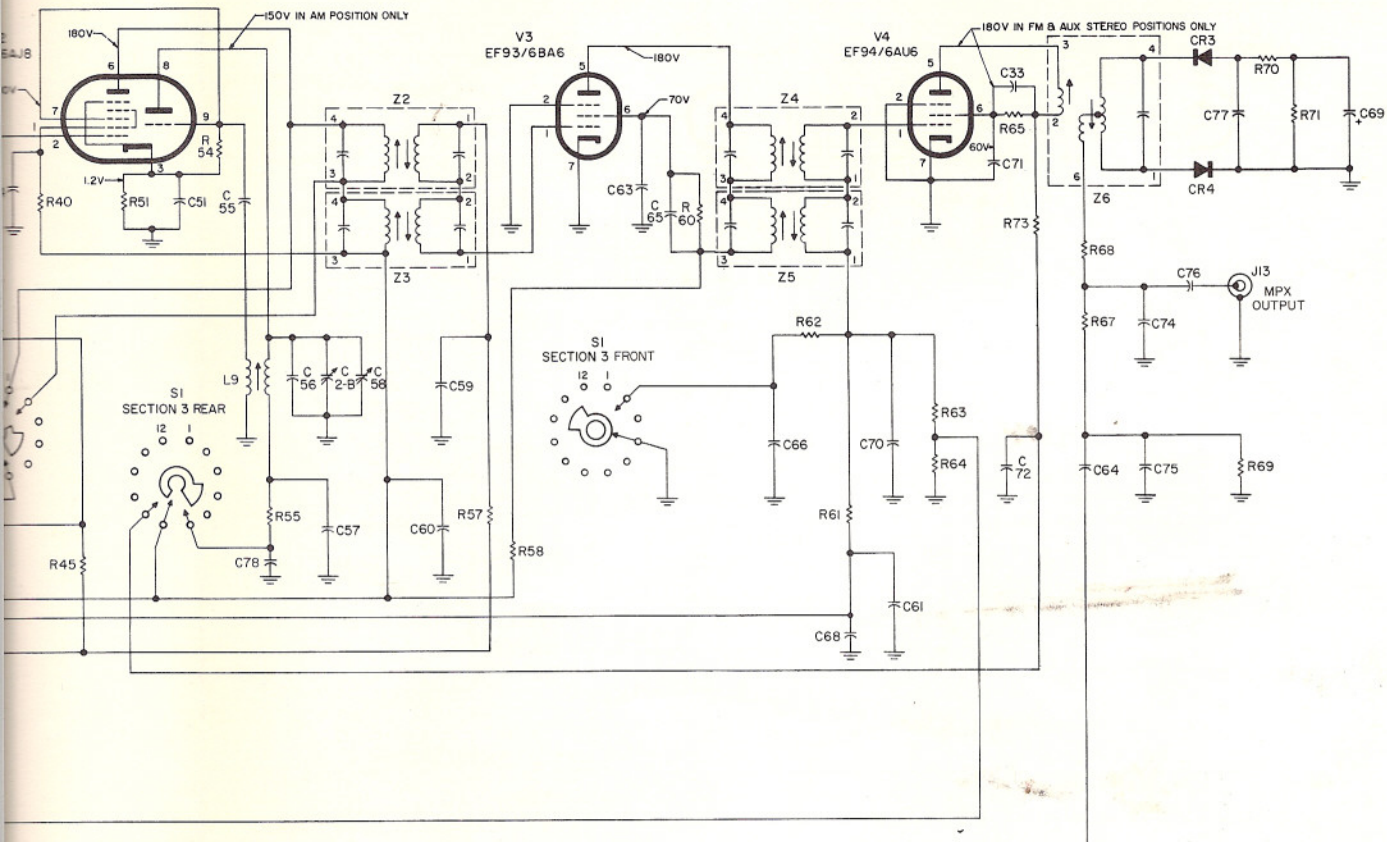 150V IN AM POSITION ONLY
180V
6AJ8
6
8
7
1
2
9
3
1.2V
R40
R51
C51
R
54
C
55
Z2
4
3
2
1
4
3
2
1
Z3
V3
EF93/6BA6
5
2
1
6
7
180V
70V
C63
C
65
R
60
Z4
4
3
2
1
4
3
2
1
Z5
V4
EF94/6AU6
5
2
1
6
7
180V IN FM & AUX STEREO POSITIONS ONLY
C33
R65
60V
C71
R73
3
4
2
6
Z6
CR3
CR4
C77
R70
R71
C69
+
R68
C76
J13
MPX
OUTPUT
R67
C74
L9
C
56
C
2-B
C
58
C59
S1
SECTION 3 REAR
12
1
S1
SECTION 3 FRONT
12
1
R62
C66
C70
R63
R64
C
72
C64
C75
R69
R45
R55
C57
C78
C60
R57
R58
R61
C61
C68